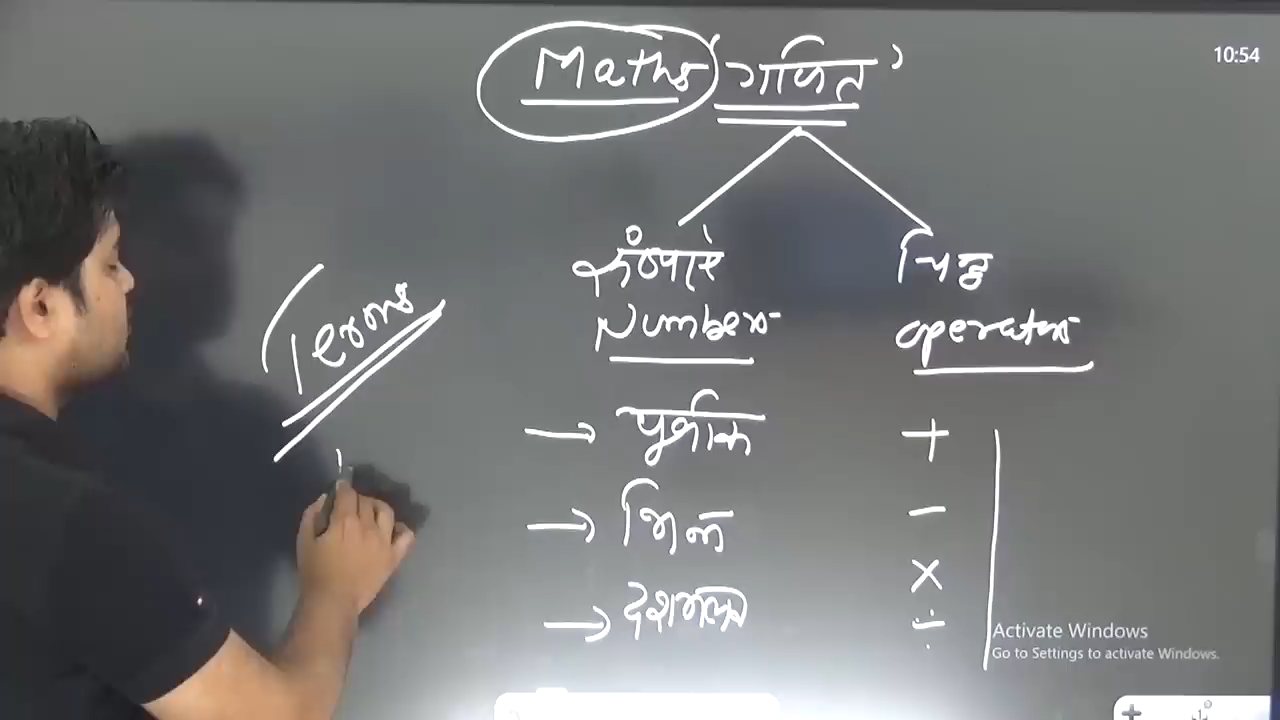 10:54
Maths गणित
संख्याएं चिह्न
Numbers operators
Terms
→ पूर्णांक +
→ भिन्न −
×
→ दशमलव ÷
Activate Windows
Go to Settings to activate Windows.